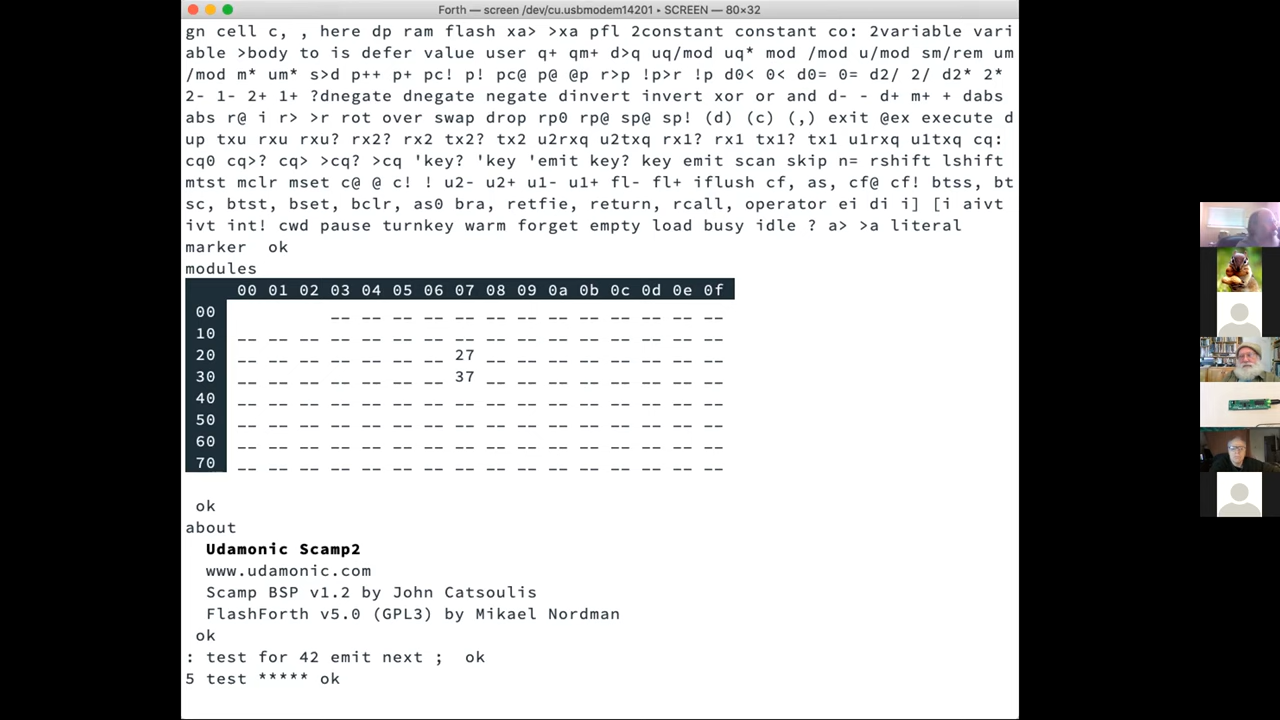 Forth — screen /dev/cu.usbmodem14201 • SCREEN — 80×32
gn cell c, , here dp ram flash xa> >xa pfl 2constant constant co: 2variable vari
able >body to is defer value user q+ qm+ d>q uq/mod uq* mod /mod u/mod sm/rem um
/mod m* um* s>d p++ p+ pc! p! pc@ p@ @p r>p !p>r !p d0< 0< d0= 0= d2/ 2/ d2* 2*
2- 1- 2+ 1+ ?dnegate dnegate negate dinvert invert xor or and d- - d+ m+ + dabs
abs r@ i r> >r rot over swap drop rp0 rp@ sp@ sp! (d) (c) (,) exit @ex execute d
up txu rxu rxu? rx2? rx2 tx2? tx2 u2rxq u2txq rx1? rx1 tx1? tx1 u1rxq u1txq cq:
cq0 cq>? cq> >cq? >cq 'key? 'key 'emit key? key emit scan skip n= rshift lshift
mtst mclr mset c@ @ c! ! u2- u2+ u1- u1+ fl- fl+ iflush cf, as, cf@ cf! btss, bt
sc, btst, bset, bclr, as0 bra, retfie, return, rcall, operator ei di i] [i aivt
ivt int! cwd pause turnkey warm forget empty load busy idle ? a> >a literal
marker  ok
modules
00 01 02 03 04 05 06 07 08 09 0a 0b 0c 0d 0e 0f
00          -- -- -- -- -- -- -- -- -- -- -- -- --
10 -- -- -- -- -- -- -- -- -- -- -- -- -- -- -- --
20 -- -- -- -- -- -- -- 27 -- -- -- -- -- -- -- --
30 -- -- -- -- -- -- -- 37 -- -- -- -- -- -- -- --
40 -- -- -- -- -- -- -- -- -- -- -- -- -- -- -- --
50 -- -- -- -- -- -- -- -- -- -- -- -- -- -- -- --
60 -- -- -- -- -- -- -- -- -- -- -- -- -- -- -- --
70 -- -- -- -- -- -- -- -- -- -- -- -- -- -- -- --
ok
about
Udamonic Scamp2
www.udamonic.com
Scamp BSP v1.2 by John Catsoulis
FlashForth v5.0 (GPL3) by Mikael Nordman
ok
: test for 42 emit next ;  ok
5 test ***** ok